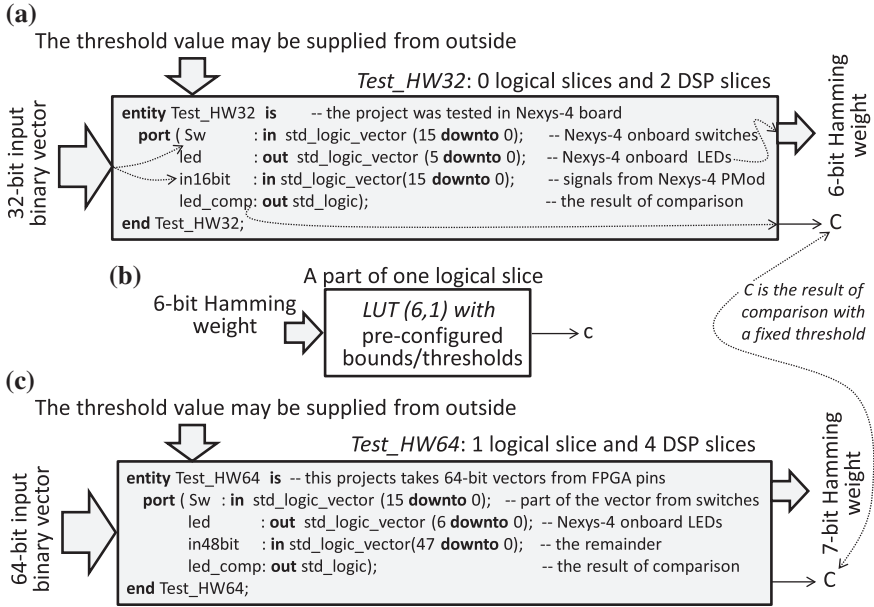 (a)
The threshold value may be supplied from outside
Test_HW32: 0 logical slices and 2 DSP slices
32-bit input
binary vector
entity Test_HW32 is -- the project was tested in Nexys-4 board
port ( Sw : in std_logic_vector (15 downto 0); -- Nexys-4 onboard switches
led : out std_logic_vector (5 downto 0); -- Nexys-4 onboard LEDs
in16bit : in std_logic_vector(15 downto 0); -- signals from Nexys-4 PMod
led_comp: out std_logic); -- the result of comparison
end Test_HW32;
6-bit Hamming
weight
C
(b)
A part of one logical slice
6-bit Hamming
weight
LUT (6,1) with
pre-configured
bounds/thresholds
c
C is the result of
comparison with
a fixed threshold
(c)
The threshold value may be supplied from outside
Test_HW64: 1 logical slice and 4 DSP slices
64-bit input
binary vector
entity Test_HW64 is -- this projects takes 64-bit vectors from FPGA pins
port ( Sw : in std_logic_vector (15 downto 0); -- part of the vector from switches
led : out std_logic_vector (6 downto 0); -- Nexys-4 onboard LEDs
in48bit : in std_logic_vector(47 downto 0); -- the remainder
led_comp: out std_logic); -- the result of comparison
end Test_HW64;
7-bit Hamming
weight
C